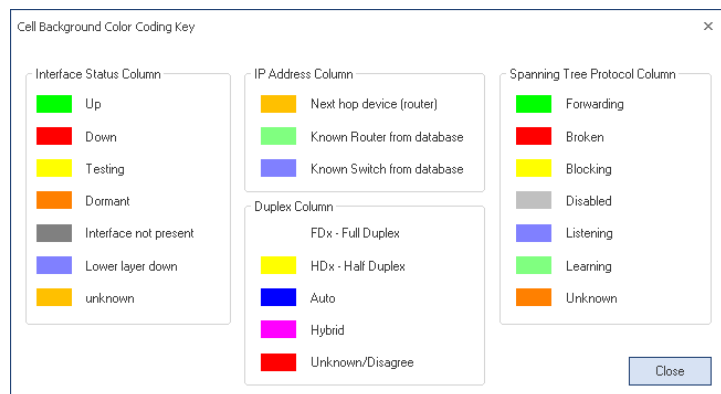 Cell Background Color Coding Key
Interface Status Column
Up
Down
Testing
Dormant
Interface not present
Lower layer down
unknown
IP Address Column
Next hop device (router)
Known Router from database
Known Switch from database
Duplex Column
FDx - Full Duplex
HDx - Half Duplex
Auto
Hybrid
Unknown/Disagree
Spanning Tree Protocol Column
Forwarding
Broken
Blocking
Disabled
Listening
Learning
Unknown
Close